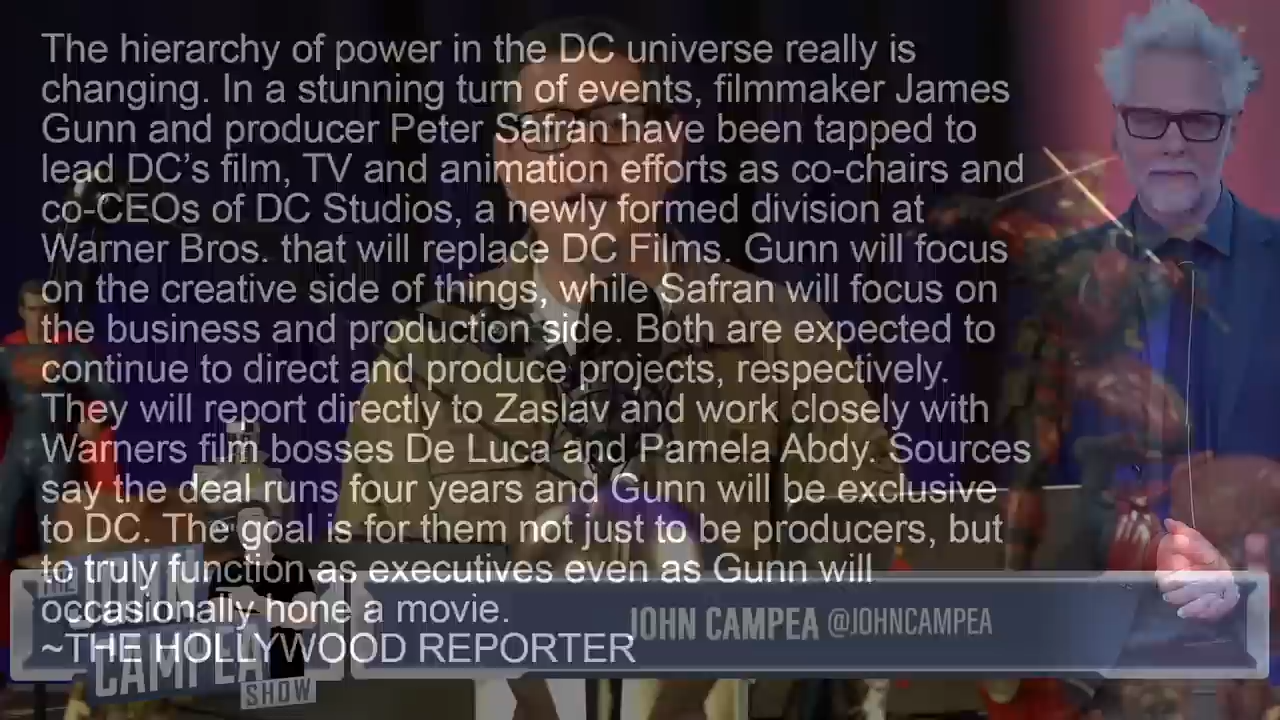 The hierarchy of power in the DC universe really is
changing. In a stunning turn of events, filmmaker James
Gunn and producer Peter Safran have been tapped to
lead DC’s film, TV and animation efforts as co-chairs and
co-CEOs of DC Studios, a newly formed division at
Warner Bros. that will replace DC Films. Gunn will focus
on the creative side of things, while Safran will focus on
the business and production side. Both are expected to
continue to direct and produce projects, respectively.
They will report directly to Zaslav and work closely with
Warners film bosses De Luca and Pamela Abdy. Sources
say the deal runs four years and Gunn will be exclusive
to DC. The goal is for them not just to be producers, but
to truly function as executives even as Gunn will
occasionally hone a movie.
~THE HOLLYWOOD REPORTER
THE
JOHN
CAMPEA
SHOW
JOHN CAMPEA @JOHNCAMPEA